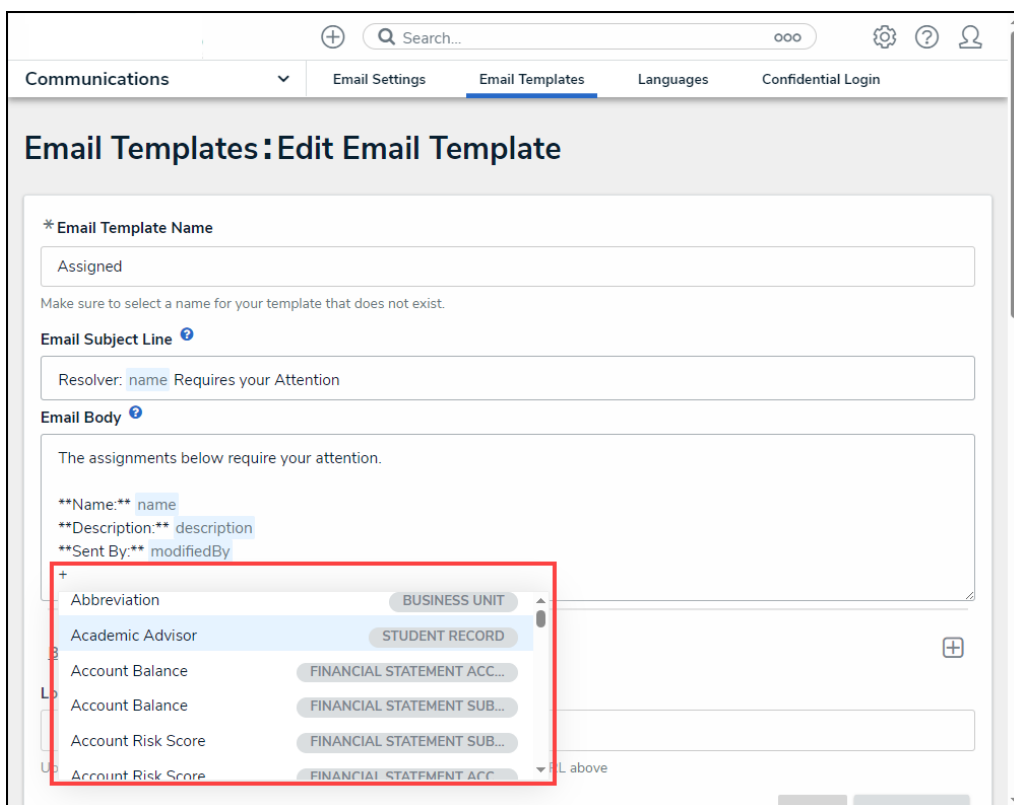 Search...
Communications
Email Settings
Email Templates
Languages
Confidential Login
Email Templates: Edit Email Template
* Email Template Name
Assigned
Make sure to select a name for your template that does not exist.
Email Subject Line ?
Resolver: name Requires your Attention
Email Body ?
The assignments below require your attention.
**Name:** name
**Description:** description
**Sent By:** modifiedBy
+
Abbreviation BUSINESS UNIT
Academic Advisor STUDENT RECORD
Account Balance FINANCIAL STATEMENT ACC...
Account Balance FINANCIAL STATEMENT SUB...
Account Risk Score FINANCIAL STATEMENT SUB...
Account Risk Score FINANCIAL STATEMENT ACC...
above